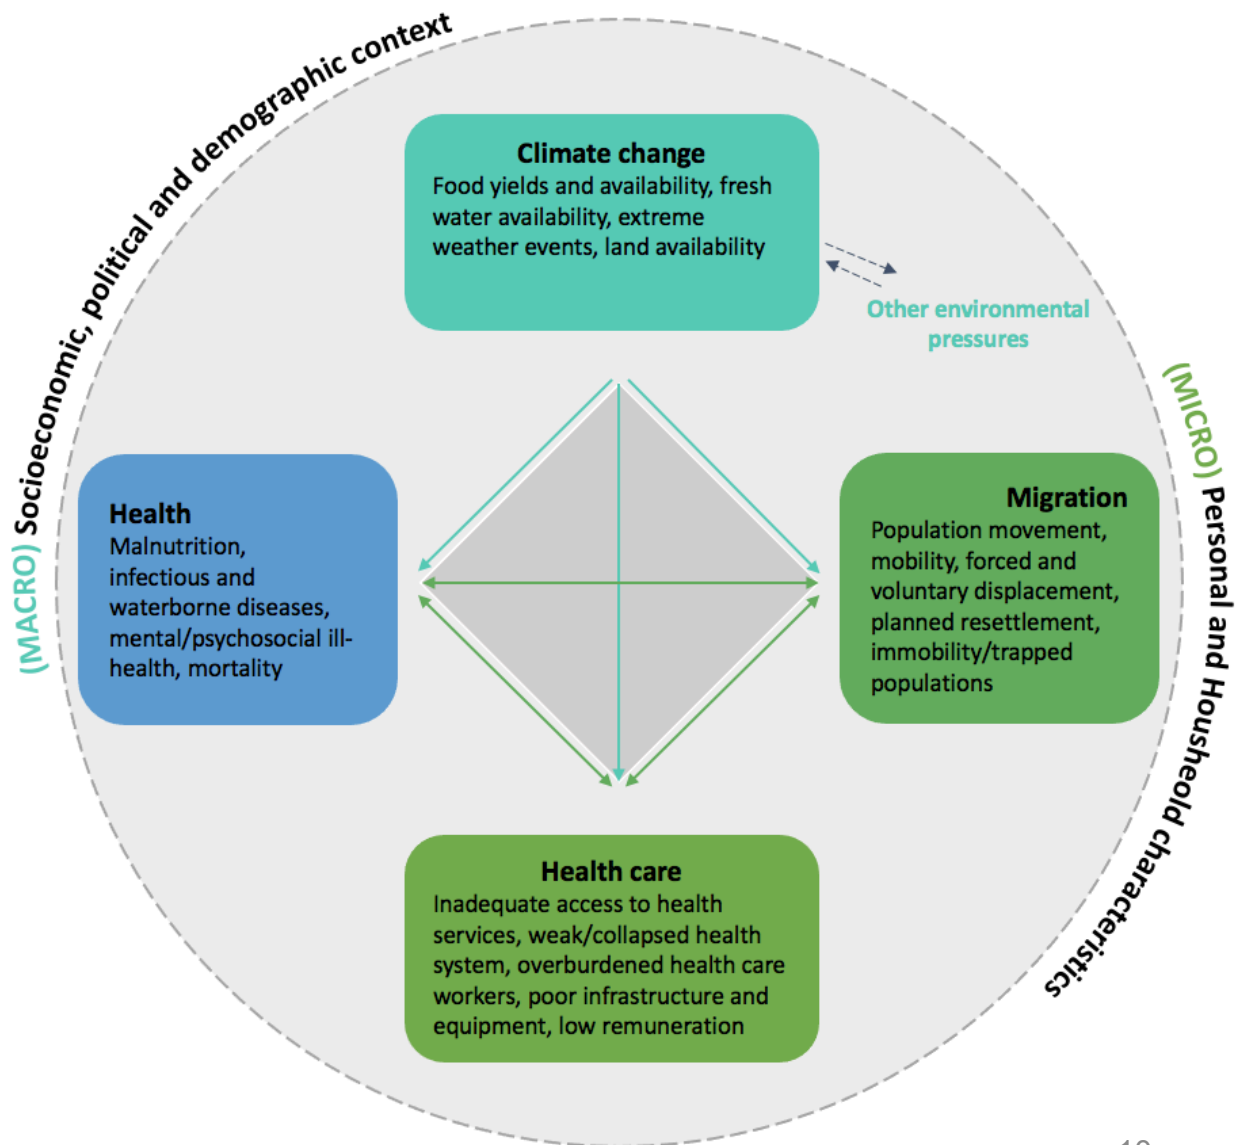 (MACRO) Socioeconomic, political and demographic context
Climate change
Food yields and availability, fresh
water availability, extreme
weather events, land availability
Other environmental
pressures
(MICRO) Personal and Housheold characteristics
Health
Malnutrition,
infectious and
waterborne diseases,
mental/psychosocial ill-
health, mortality
Migration
Population movement,
mobility, forced and
voluntary displacement,
planned resettlement,
immobility/trapped
populations
Health care
Inadequate access to health
services, weak/collapsed health
system, overburdened health care
workers, poor infrastructure and
equipment, low remuneration